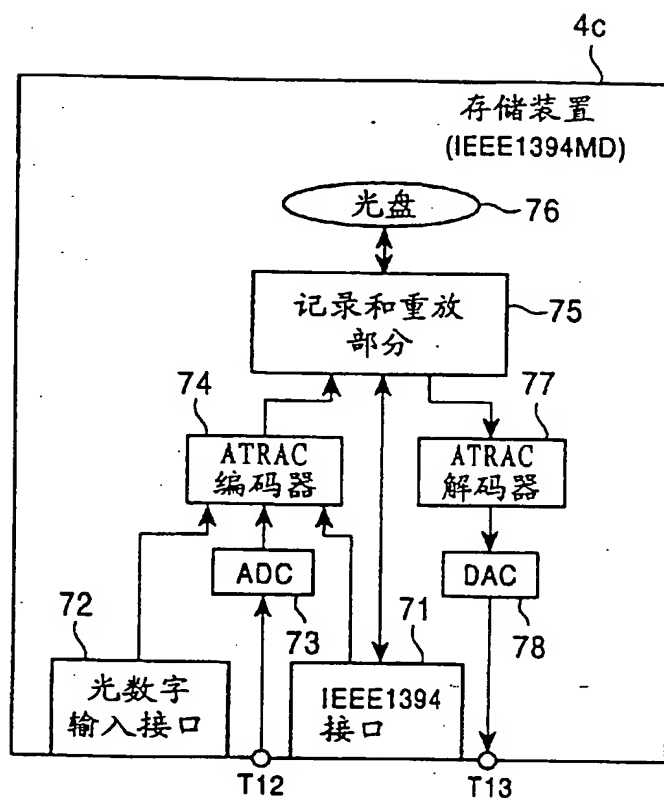 4c
存储装置
(IEEE1394MD)
光盘
76
记录和重放
部分
75
74
77
ATRAC
编码器
ATRAC
解码器
ADC
73
DAC
78
72
71
光数字
输入接口
IEEE1394
接口
T12
T13